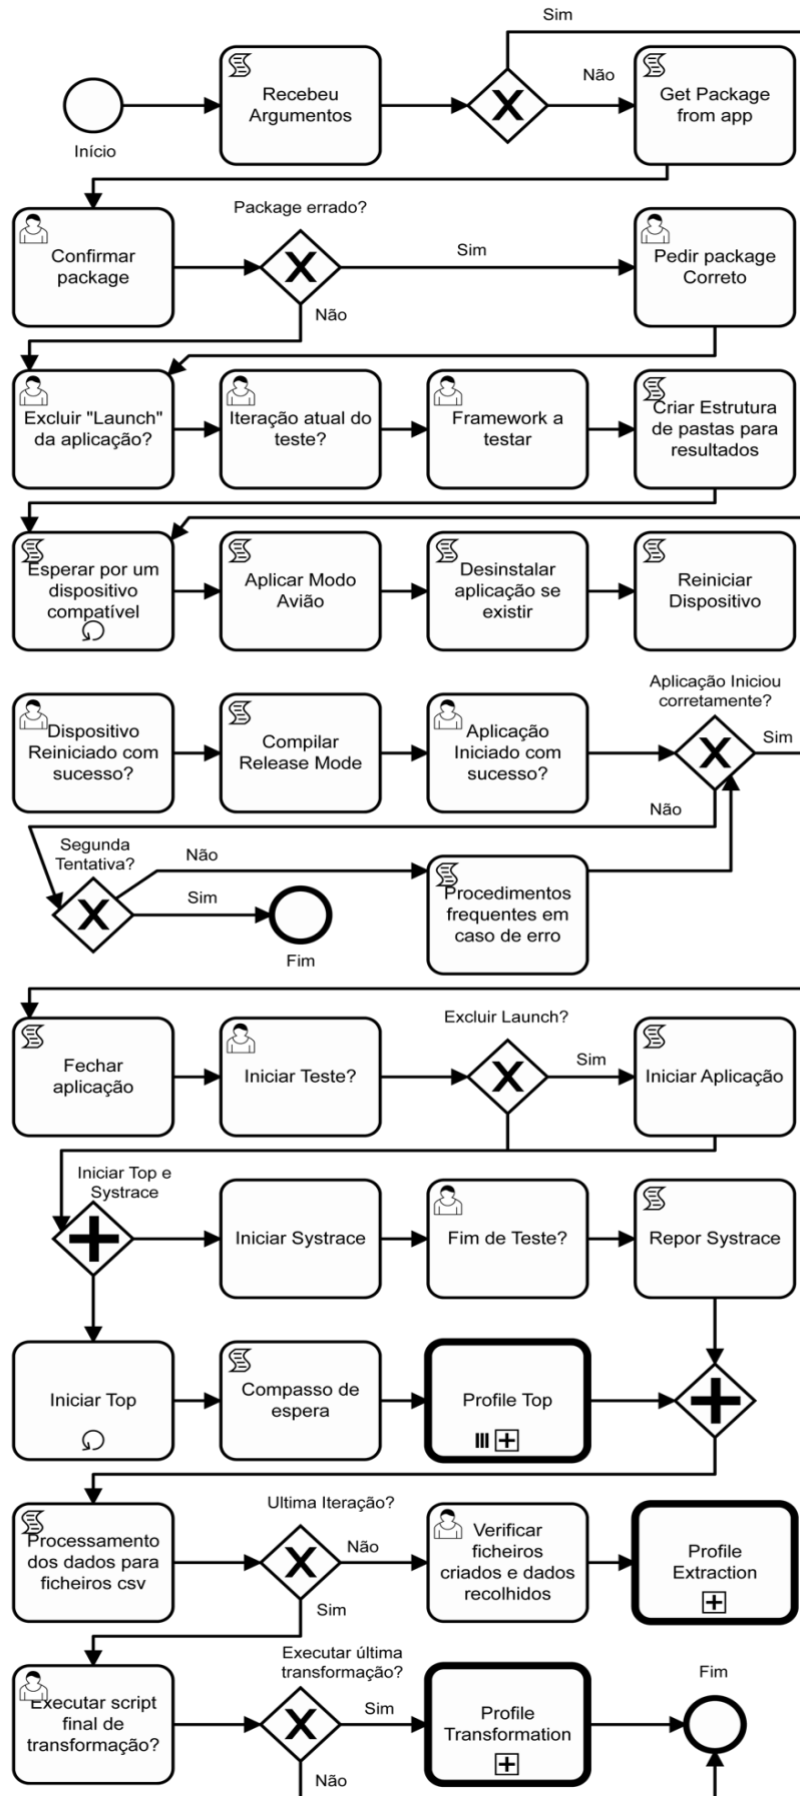 Sim
Recebeu
Argumentos
Não
Get Package
from app
Início
Package errado?
Confirmar
package
Sim
Pedir package
Correto
Não
Excluir "Launch"
da aplicação?
Iteração atual do
teste?
Framework a
testar
Criar Estrutura
de pastas para
resultados
Esperar por um
dispositivo
compatível
Aplicar Modo
Avião
Desinstalar
aplicação se
existir
Reiniciar
Dispositivo
Aplicação Iniciou
corretamente?
Dispositivo
Reiniciado com
sucesso?
Compilar
Release Mode
Aplicação
Iniciado com
sucesso?
Sim
Não
Segunda
Tentativa?
Não
Sim
Fim
Procedimentos
frequentes em
caso de erro
Excluir Launch?
Fechar
aplicação
Iniciar Teste?
Sim
Iniciar Aplicação
Iniciar Top e
Systrace
Iniciar Systrace
Fim de Teste?
Repor Systrace
Iniciar Top
Compasso de
espera
Profile Top
Ultima Iteração?
Processamento
dos dados para
ficheiros csv
Não
Verificar
ficheiros
criados e dados
recolhidos
Profile
Extraction
Sim
Executar última
transformação?
Executar script
final de
transformação?
Sim
Profile
Transformation
Fim
Não